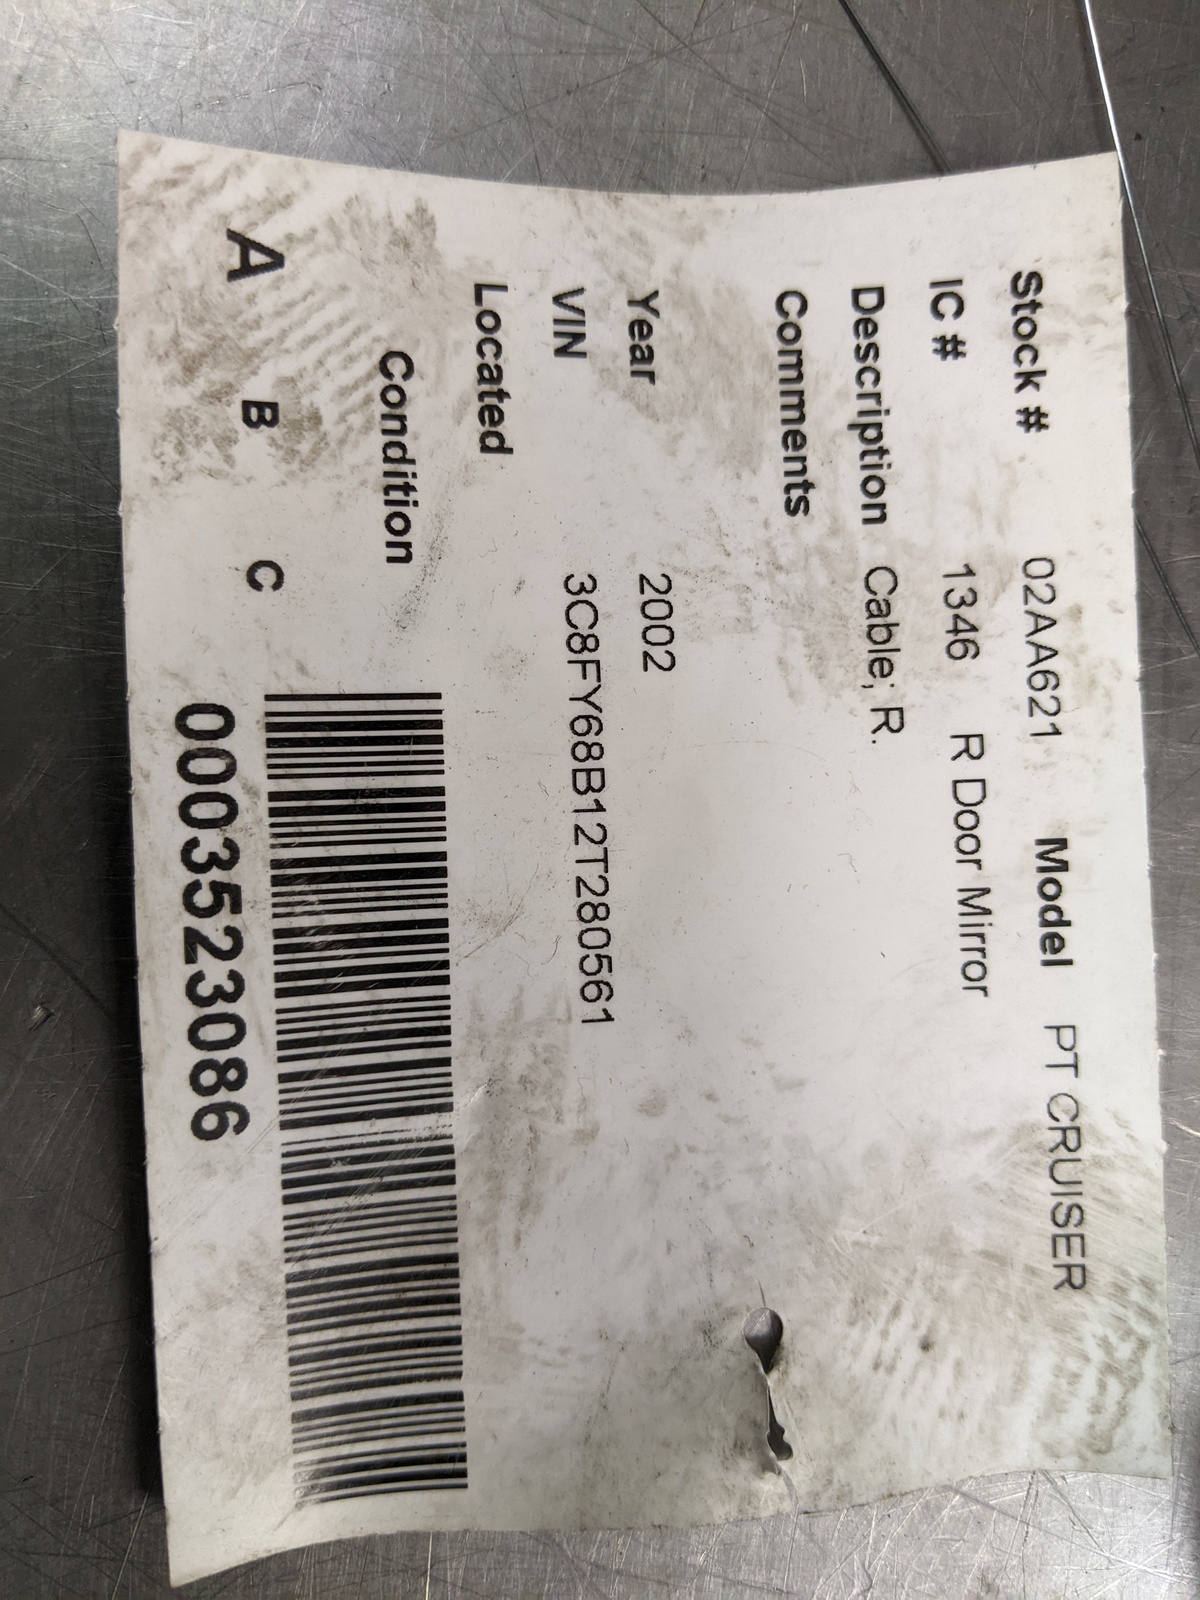 Stock # 02AA621 Model PT CRUISER
IC # 1346 R Door Mirror
Description Cable; R.
Comments
Year 2002
VIN 3C8FY68B12T280561
Located
Condition
A B C
0003523086